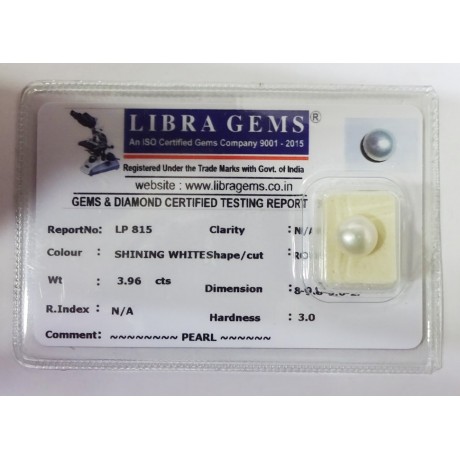 LIBRA GEMS ®
An ISO Certified Gems Company 9001 - 2015
Registered Under the Trade Marks with Govt. of India
website : www.libragems.co.in
GEMS & DIAMOND CERTIFIED TESTING REPORT
ReportNo: LP 815 Clarity : N/A
Colour : SHINING WHITE Shape/cut :
Wt : 3.96 cts
Dimension :
R.Index : N/A Hardness : 3.0
Comment: ~~~~~~~~ PEARL ~~~~~~